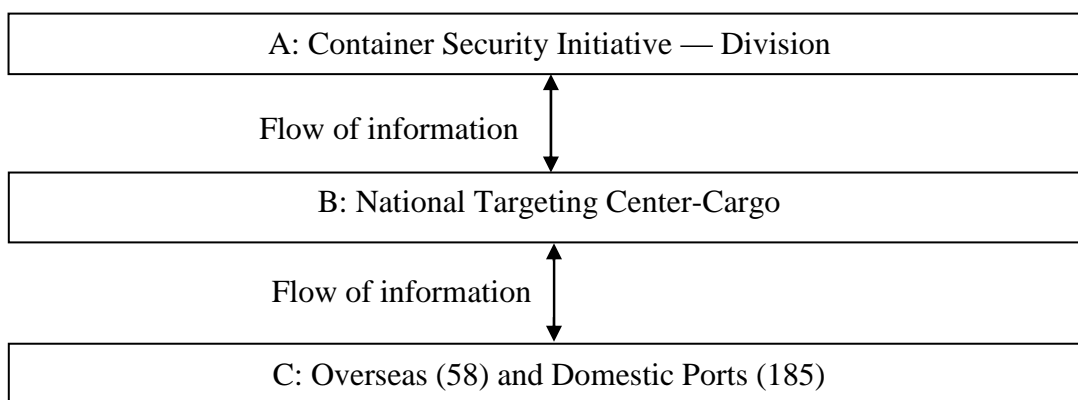 A: Container Security Initiative — Division
Flow of information
B: National Targeting Center-Cargo
Flow of information
C: Overseas (58) and Domestic Ports (185)